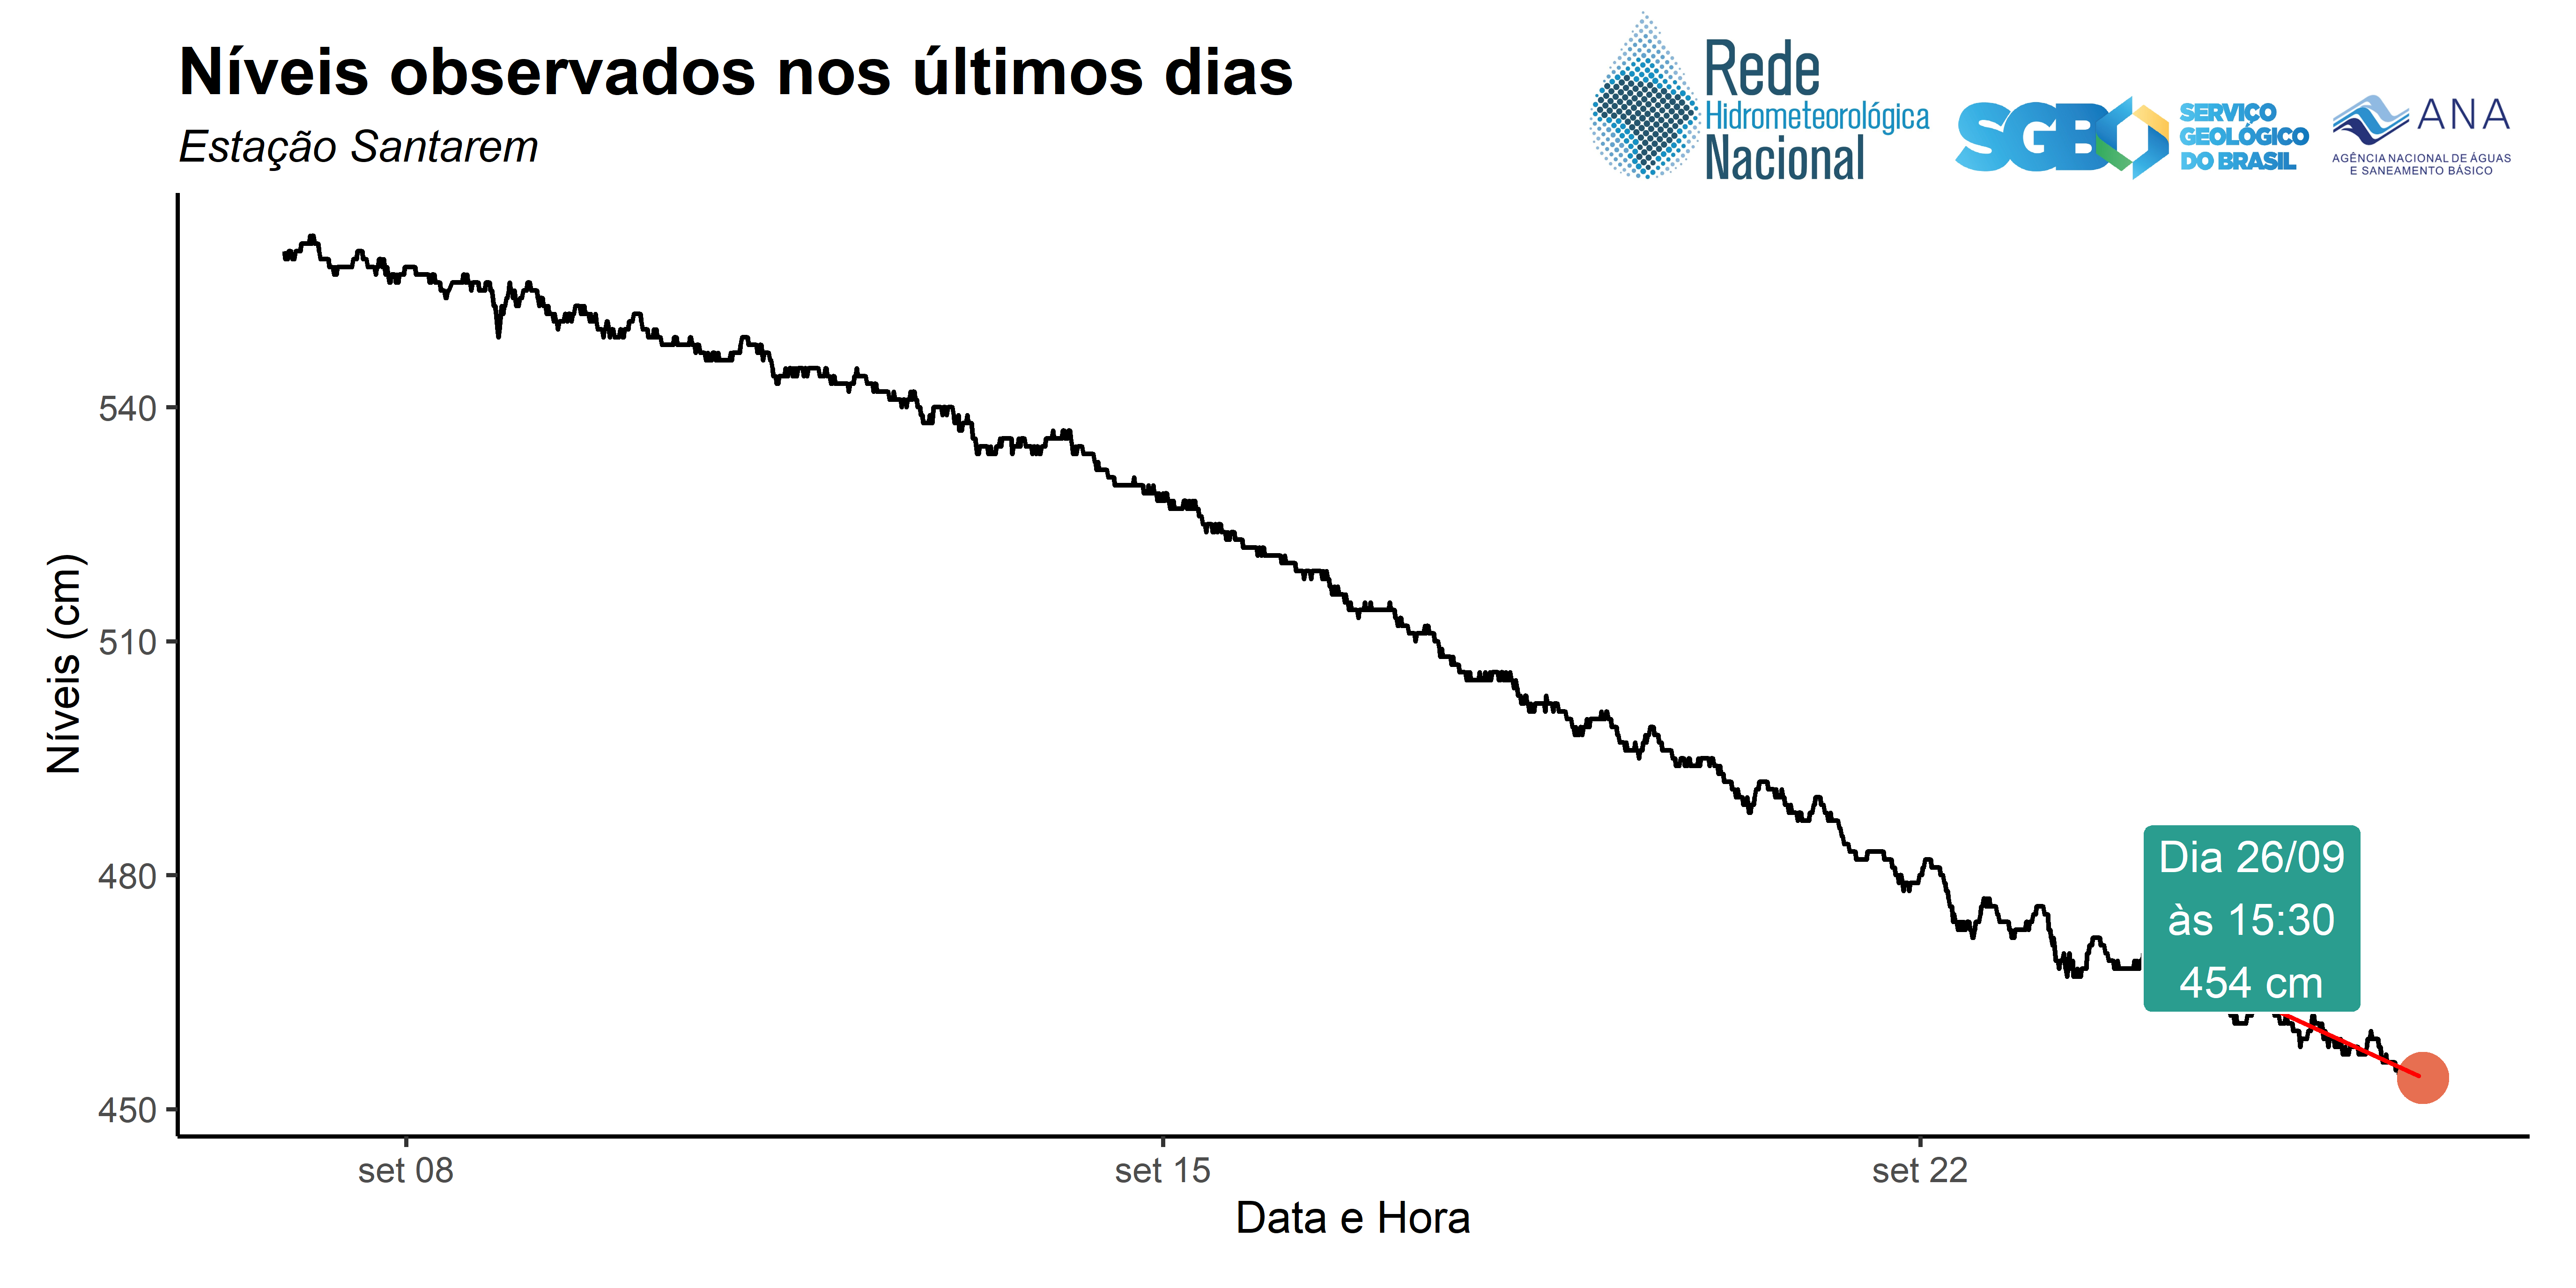 Níveis observados nos últimos dias
Estação Santarem
Rede
Hidrometeorológica
Nacional
SGB
SERVIÇO
GEOLÓGICO
DO BRASIL
ANA
AGÊNCIA NACIONAL DE ÁGUAS
E SANEAMENTO BÁSICO
Níveis (cm)
540
510
480
450
Dia 26/09
às 15:30
454 cm
set 08
set 15
set 22
Data e Hora